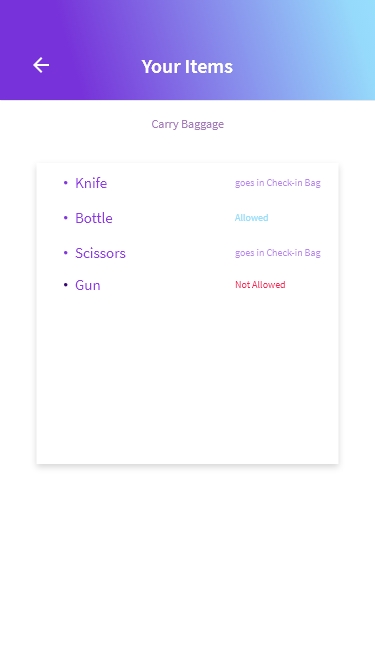 Your Items
Carry Baggage
• Knife goes in Check-in Bag
• Bottle Allowed
• Scissors goes in Check-in Bag
• Gun Not Allowed